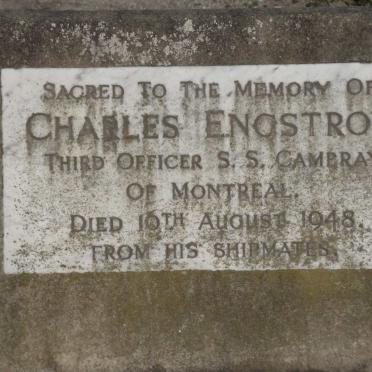 SACRED TO THE MEMORY OF
CHARLES ENGSTRO
THIRD OFFICER S. S. CAMBRAY
OF MONTREAL.
DIED 10TH AUGUST 1948.
FROM HIS SHIPMATES.